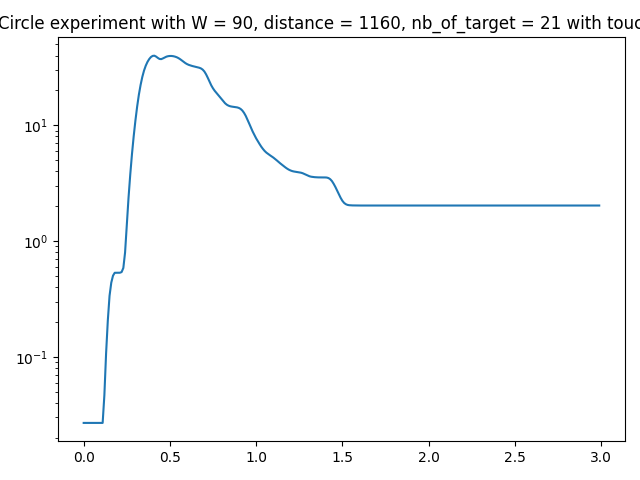 Circle experiment with W = 90, distance = 1160, nb_of_target = 21 with touc
10¹
10⁰
10⁻¹
0.0 0.5 1.0 1.5 2.0 2.5 3.0